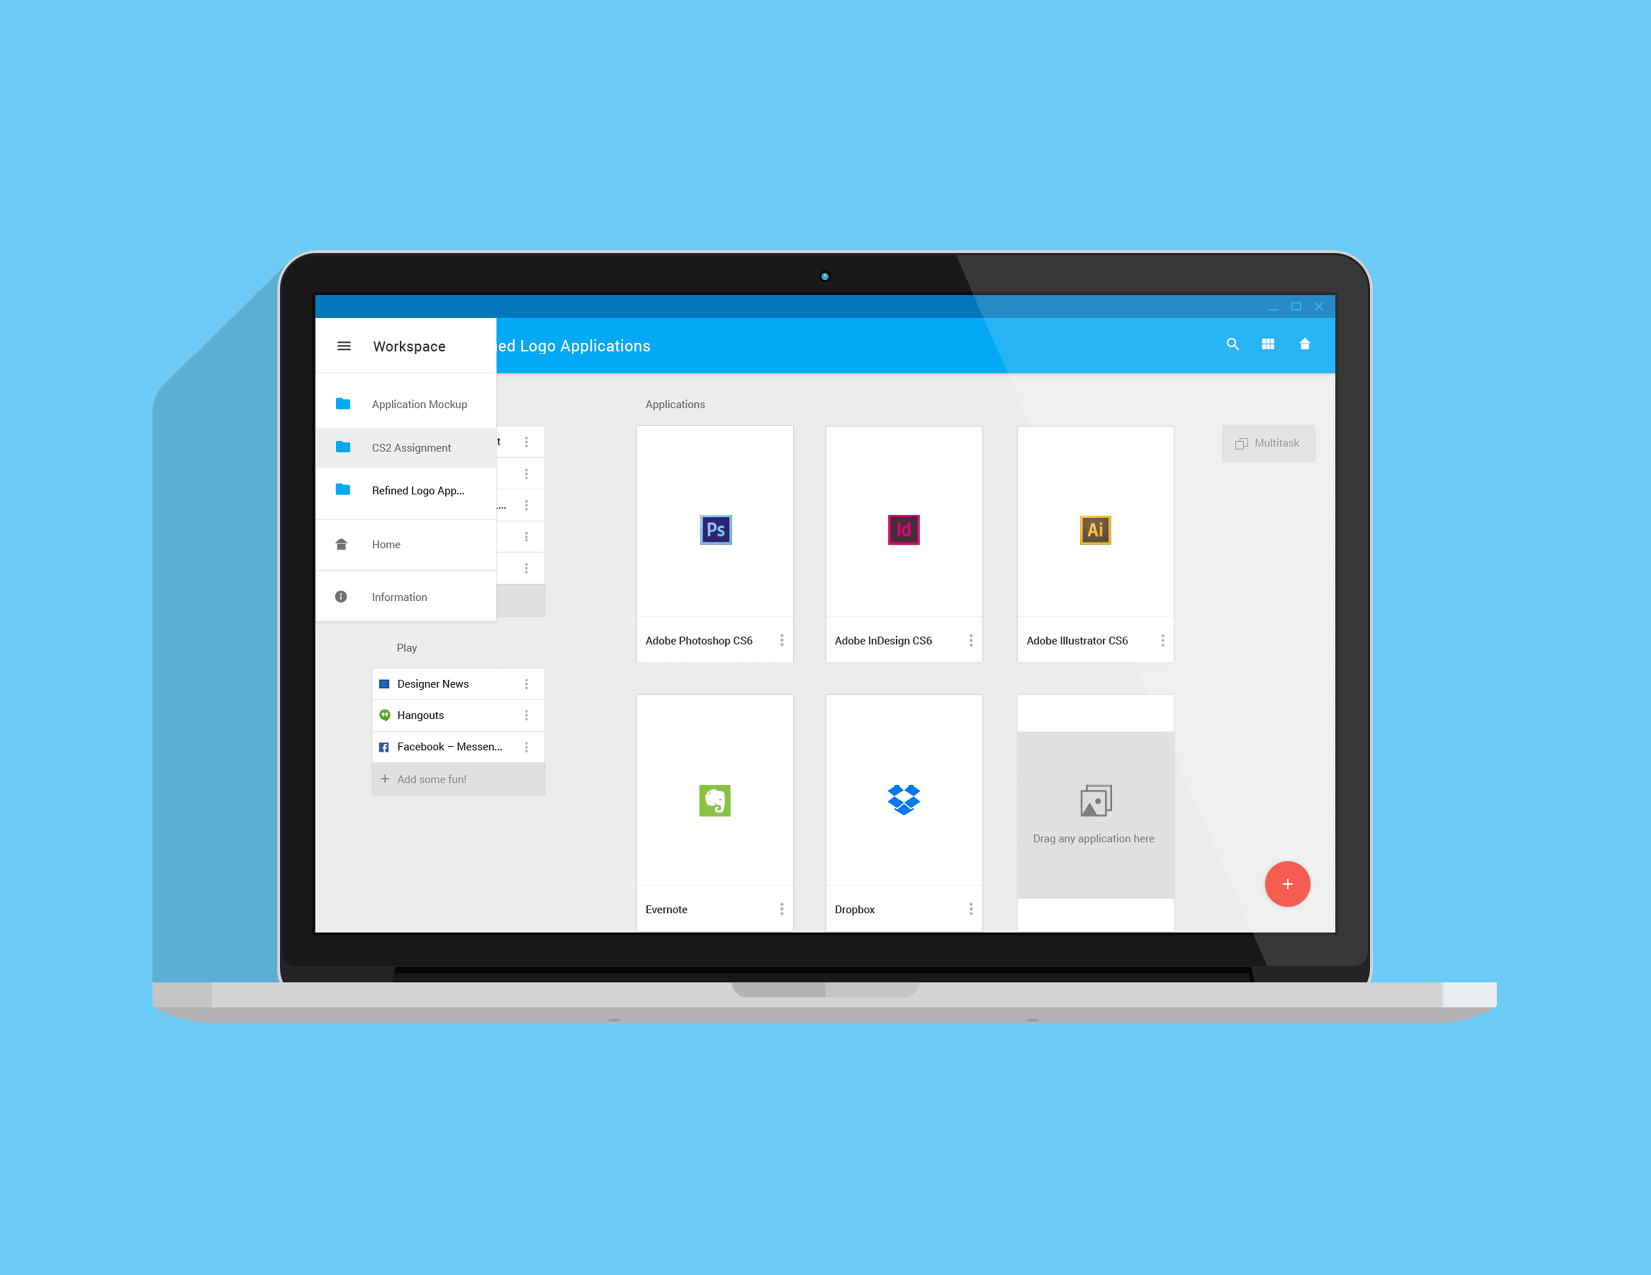 Workspace
ned Logo Applications
Application Mockup
CS2 Assignment
Refined Logo App...
Home
Information
t
...
Play
Designer News
Hangouts
Facebook – Messen...
+ Add some fun!
Applications
Multitask
Ps
Adobe Photoshop CS6
Id
Adobe InDesign CS6
Ai
Adobe Illustrator CS6
Evernote
Dropbox
Drag any application here
+